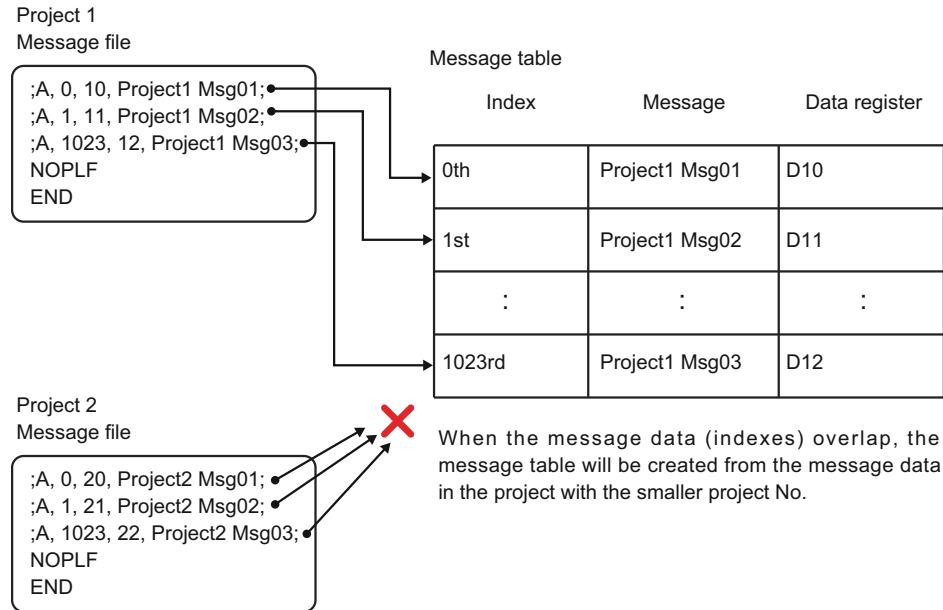 Project 1
Message file
;A, 0, 10, Project1 Msg01;
;A, 1, 11, Project1 Msg02;
;A, 1023, 12, Project1 Msg03;
NOPLF
END
Message table
Index Message Data register
0th Project1 Msg01 D10
1st Project1 Msg02 D11
: : :
1023rd Project1 Msg03 D12
Project 2
Message file
;A, 0, 20, Project2 Msg01;
;A, 1, 21, Project2 Msg02;
;A, 1023, 22, Project2 Msg03;
NOPLF
END
When the message data (indexes) overlap, the
message table will be created from the message data
in the project with the smaller project No.